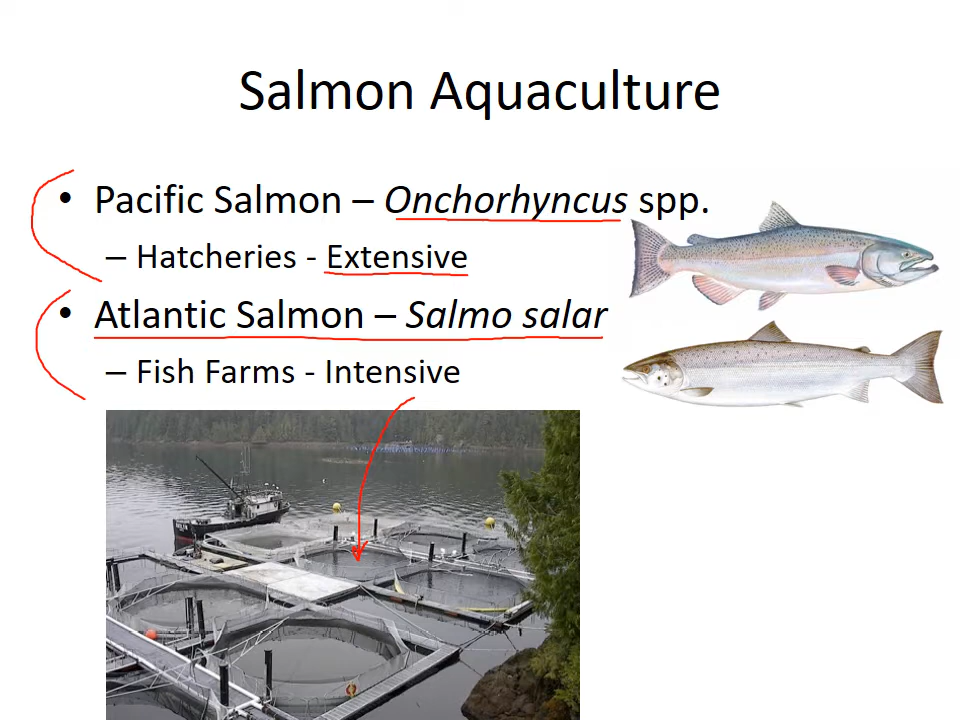 Salmon Aquaculture
• Pacific Salmon – Onchorhyncus spp.
– Hatcheries - Extensive
• Atlantic Salmon – Salmo salar
– Fish Farms - Intensive